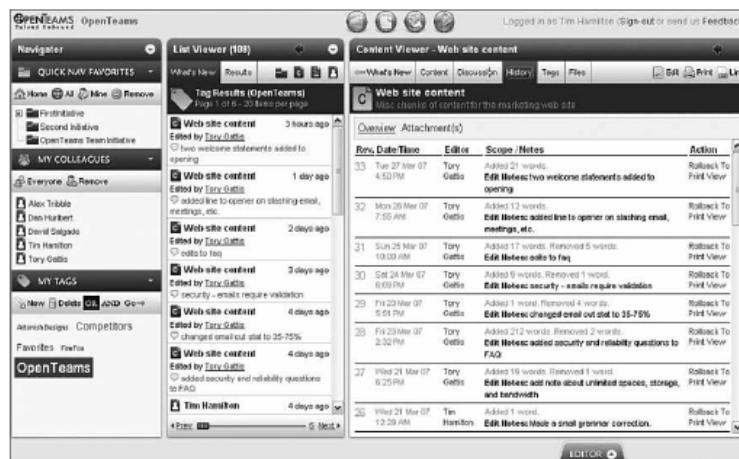 OPENTEAMS OpenTeams
Talent Inbound
Logged in as Tim Hamilton (Sign-out or send us Feedback
Navigator
QUICK NAV FAVORITES
Home All Mine Remove
FirstInitiative
Second Initiative
OpenTeams Team Initiative
MY COLLEAGUES
Everyone Remove
Alex Tribble
Dan Hurlbert
David Salgado
Tim Hamilton
Tory Gattis
MY TAGS
New Delete OR AND Go
Competitors
Favorites FireFox
OpenTeams
List Viewer (108)
What's New Results
Tag Results (OpenTeams)
Page 1 of 6 - 20 items per page
Web site content 3 hours ago
Edited by Tory Gattis
two welcome statements added to
opening
Web site content 1 day ago
Edited by Tory Gattis
added line to opener on slashing email,
meetings, etc.
Web site content 2 days ago
Edited by Tory Gattis
edits to faq
Web site content 3 days ago
Edited by Tory Gattis
security - emails require validation
Web site content 4 days ago
Edited by Tory Gattis
changed email cut stat to 35-75%
Web site content 4 days ago
Edited by Tory Gattis
added security and reliability questions
to FAQ
Tim Hamilton 4 days ago
Prev 6 Next
Content Viewer - Web site content
What's New Content Discussion History Tags Files Edit Print Lin
C Web site content
Misc chunks of content for the marketing web site
Overview Attachment(s)
Rev. Date/Time Editor Scope / Notes Action
33 Tue 27 Mar 07 Tory Added 21 words. Rollback To
4:50 PM Gattis Edit Notes: two welcome statements added to Print View
opening
32 Mon 26 Mar 07 Tory Added 12 words. Rollback To
7:55 AM Gattis Edit Notes: added line to opener on slashing email, Print View
meetings, etc.
31 Sun 25 Mar 07 Tory Added 17 words. Removed 5 words. Rollback To
10:00 AM Gattis Edit Notes: edits to faq Print View
30 Sat 24 Mar 07 Tory Added 9 words. Removed 1 word. Rollback To
6:09 PM Gattis Edit Notes: security - emails require validation Print View
29 Fri 23 Mar 07 Tory Added 1 word. Removed 4 words. Rollback To
5:51 PM Gattis Edit Notes: changed email cut stat to 35-75% Print View
28 Fri 23 Mar 07 Tory Added 212 words. Removed 2 words. Rollback To
2:32 PM Gattis Edit Notes: added security and reliability questions to Print View
FAQ
27 Wed 21 Mar 07 Tory Added 16 words. Removed 9 words. Rollback To
6:25 PM Gattis Edit Notes: add note about unlimited spaces, storage, Print View
and bandwidth
26 Wed 21 Mar 07 Tim Added 1 word. Rollback To
12:29 AM Hamilton Edit Notes: Made a small grammar correction. Print View
EDITOR